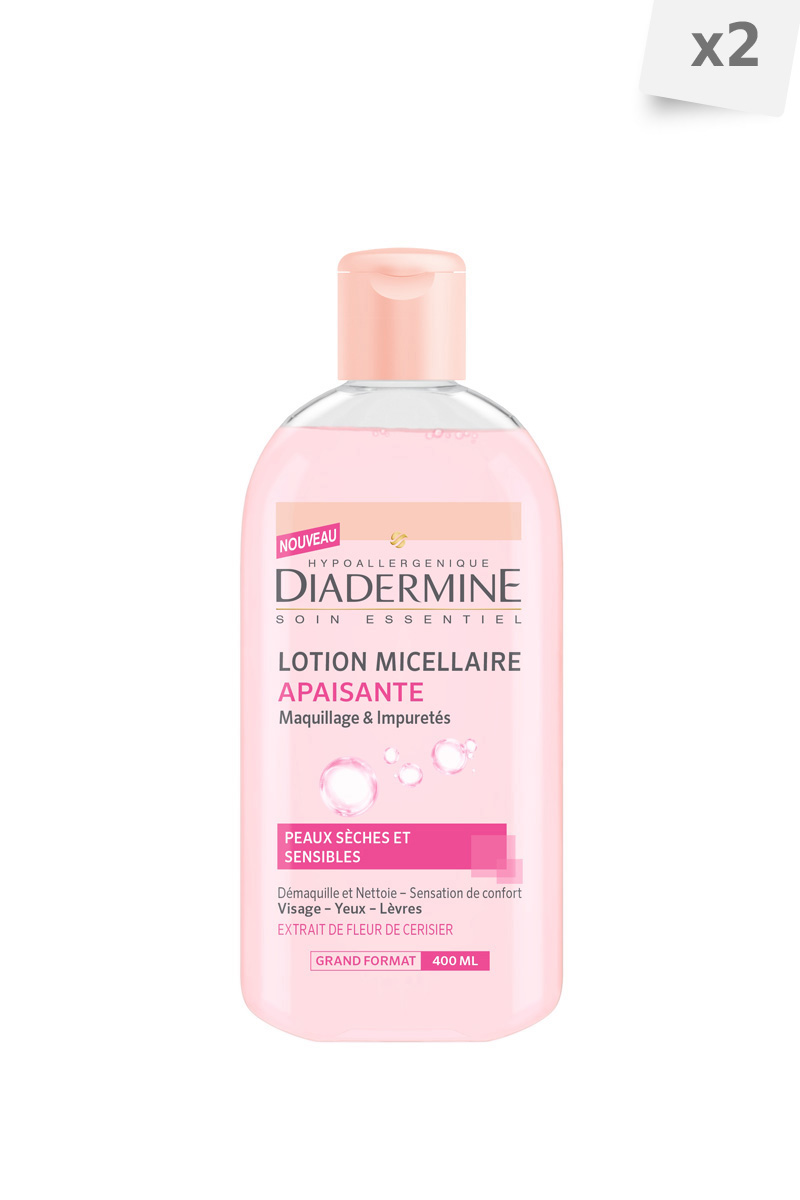 x2
NOUVEAU
HYPOALLERGENIQUE
DIADERMINE
SOIN ESSENTIEL
LOTION MICELLAIRE
APAISANTE
Maquillage & Impuretés
PEAUX SÈCHES ET
SENSIBLES
Démaquille et Nettoie – Sensation de confort
Visage – Yeux – Lèvres
EXTRAIT DE FLEUR DE CERISIER
GRAND FORMAT 400 ML